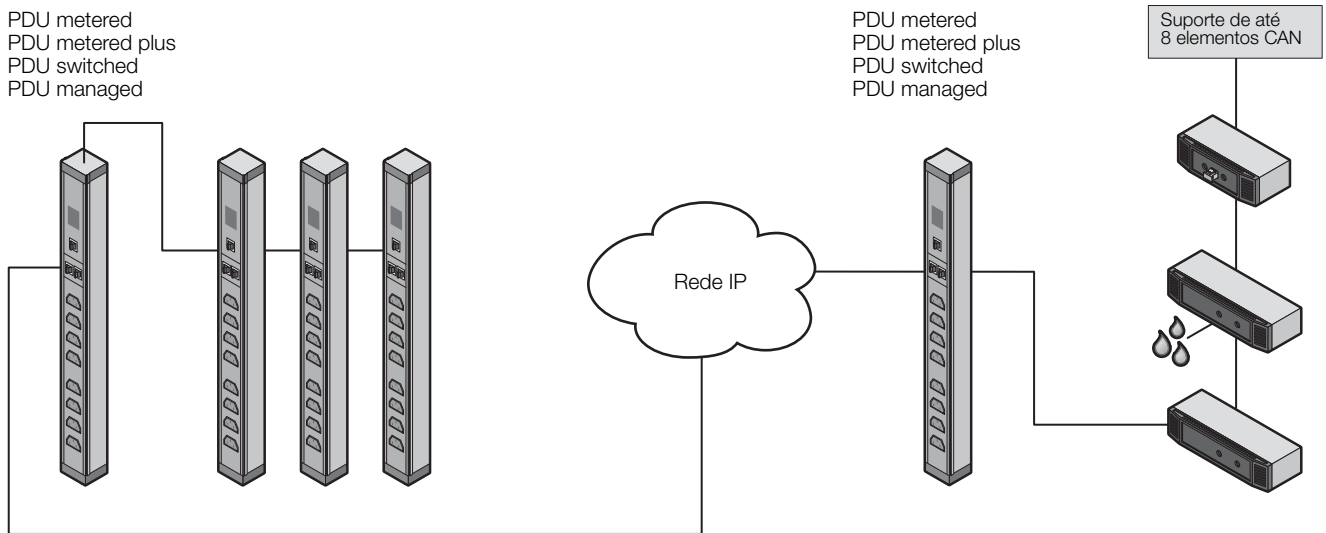 PDU metered
PDU metered plus
PDU switched
PDU managed
PDU metered
PDU metered plus
PDU switched
PDU managed
Suporte de até
8 elementos CAN
Rede IP